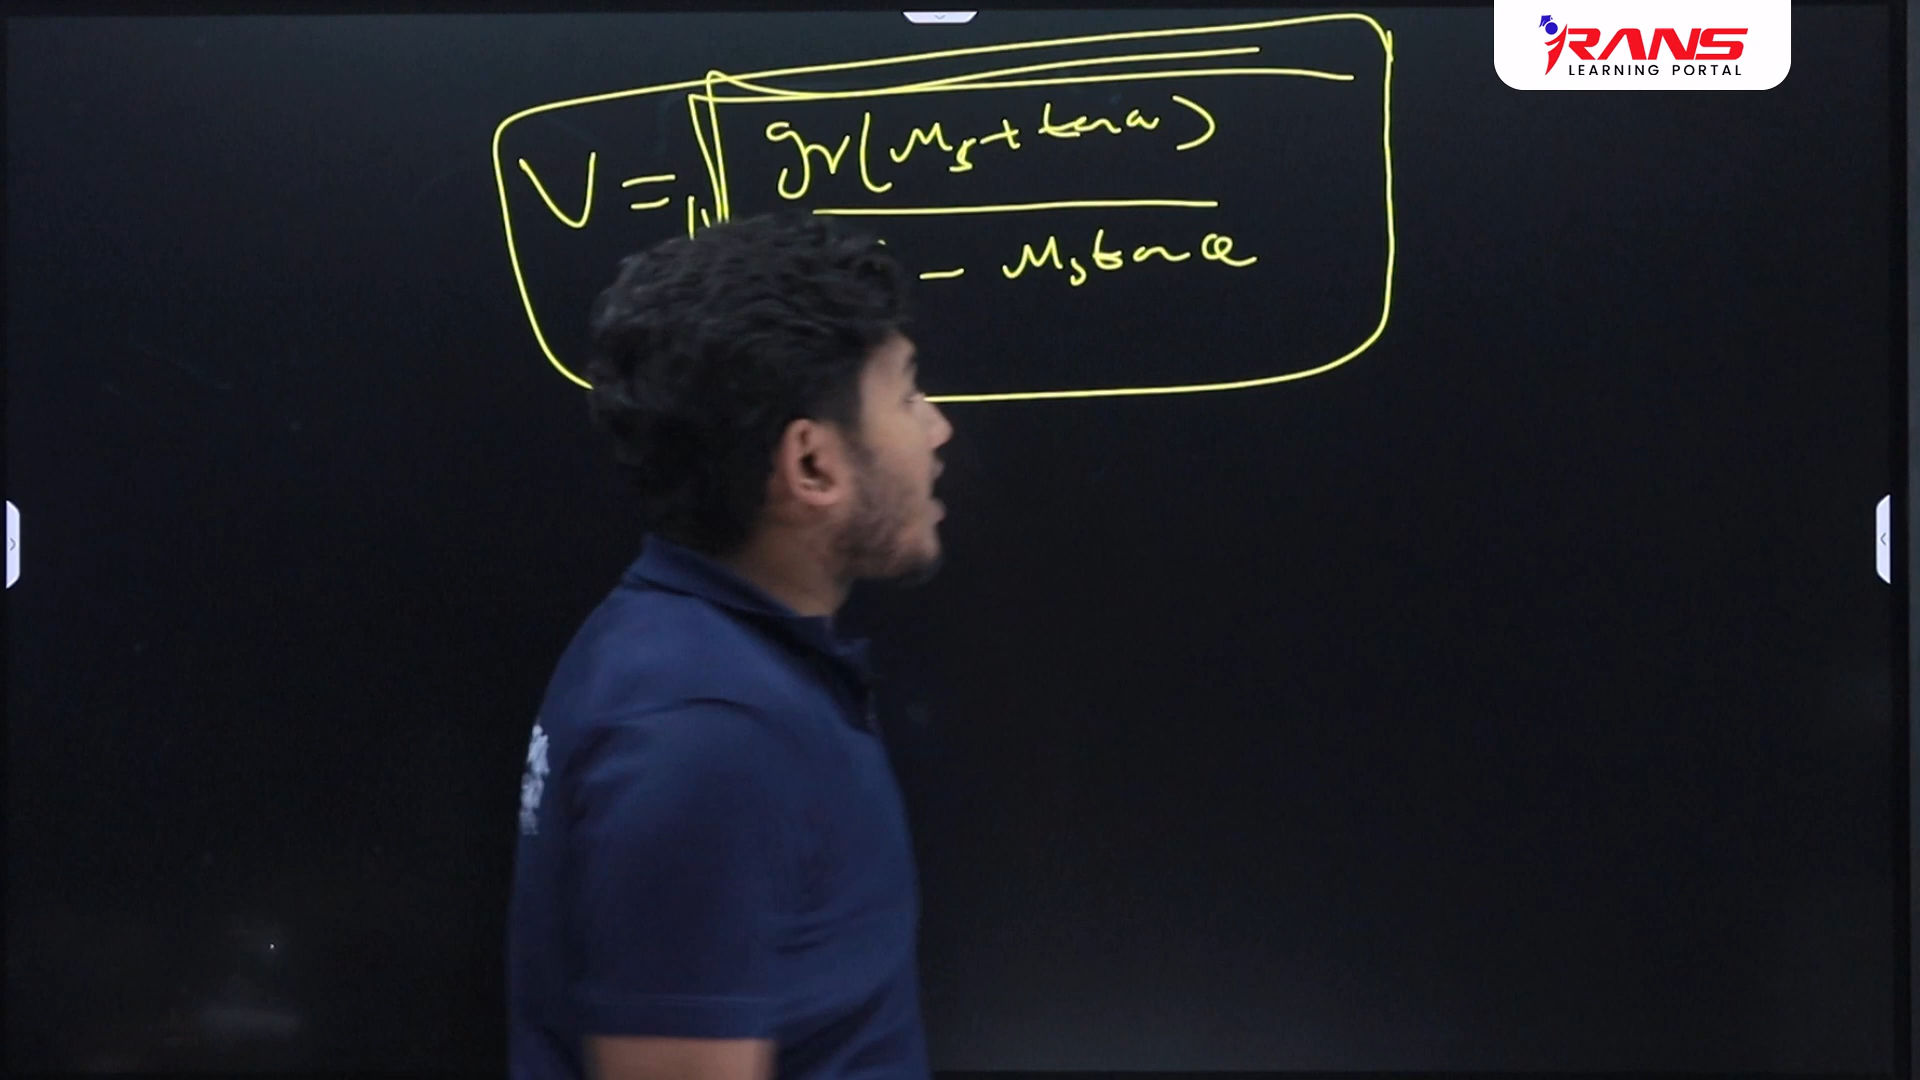 RANS
LEARNING PORTAL
V = √
gr(μs + tanα)
- μs tanα